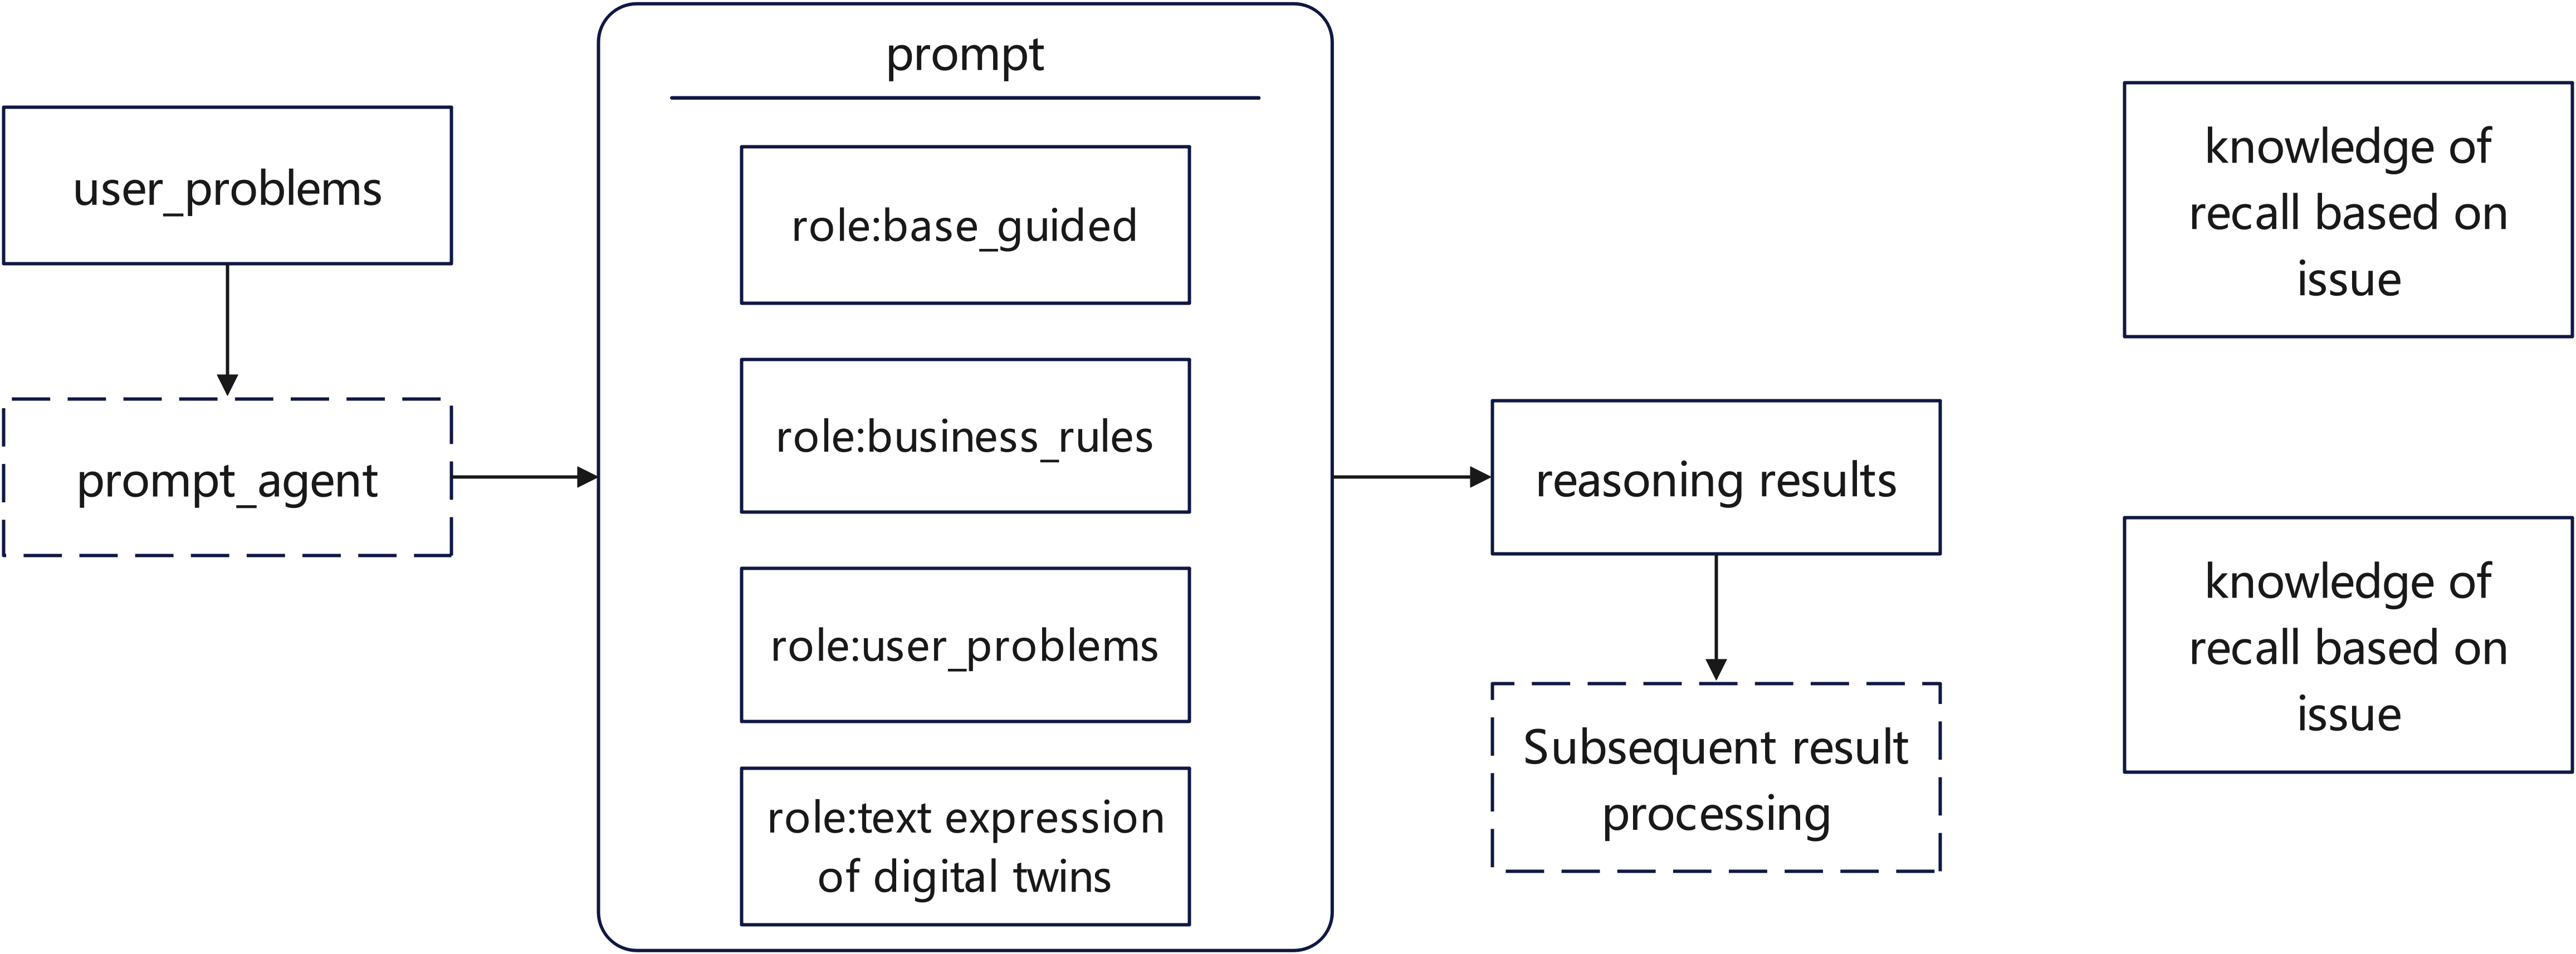 user_problems
prompt_agent
prompt
role:base_guided
role:business_rules
role:user_problems
role:text expression
of digital twins
reasoning results
Subsequent result
processing
knowledge of
recall based on
issue
knowledge of
recall based on
issue